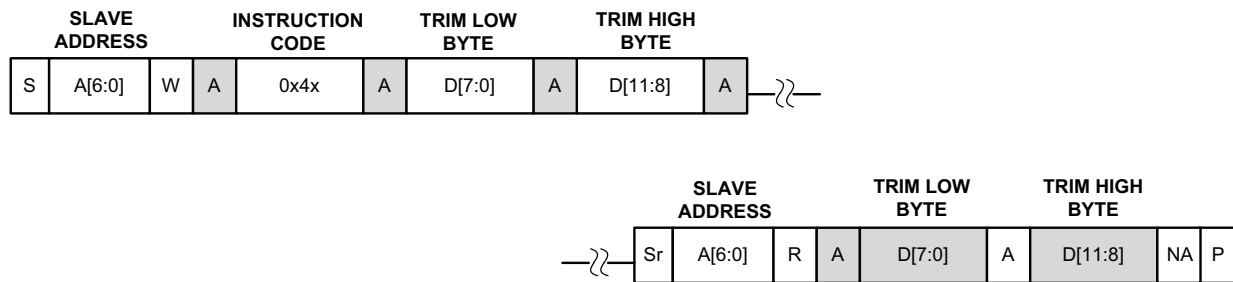 SLAVE ADDRESS
INSTRUCTION CODE
TRIM LOW BYTE
TRIM HIGH BYTE
S A[6:0] W A 0x4x A D[7:0] A D[11:8] A
SLAVE ADDRESS
TRIM LOW BYTE
TRIM HIGH BYTE
Sr A[6:0] R A D[7:0] A D[11:8] NA P